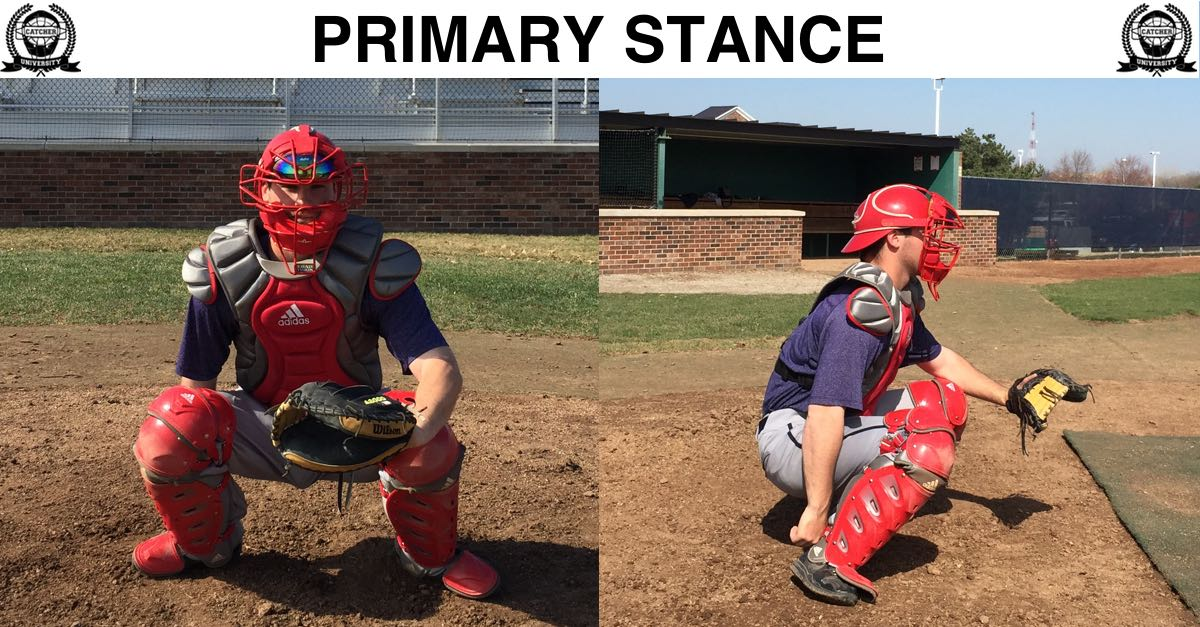 PRIMARY STANCE
CATCHER
UNIVERSITY
CATCHER
UNIVERSITY
adidas
Wilson